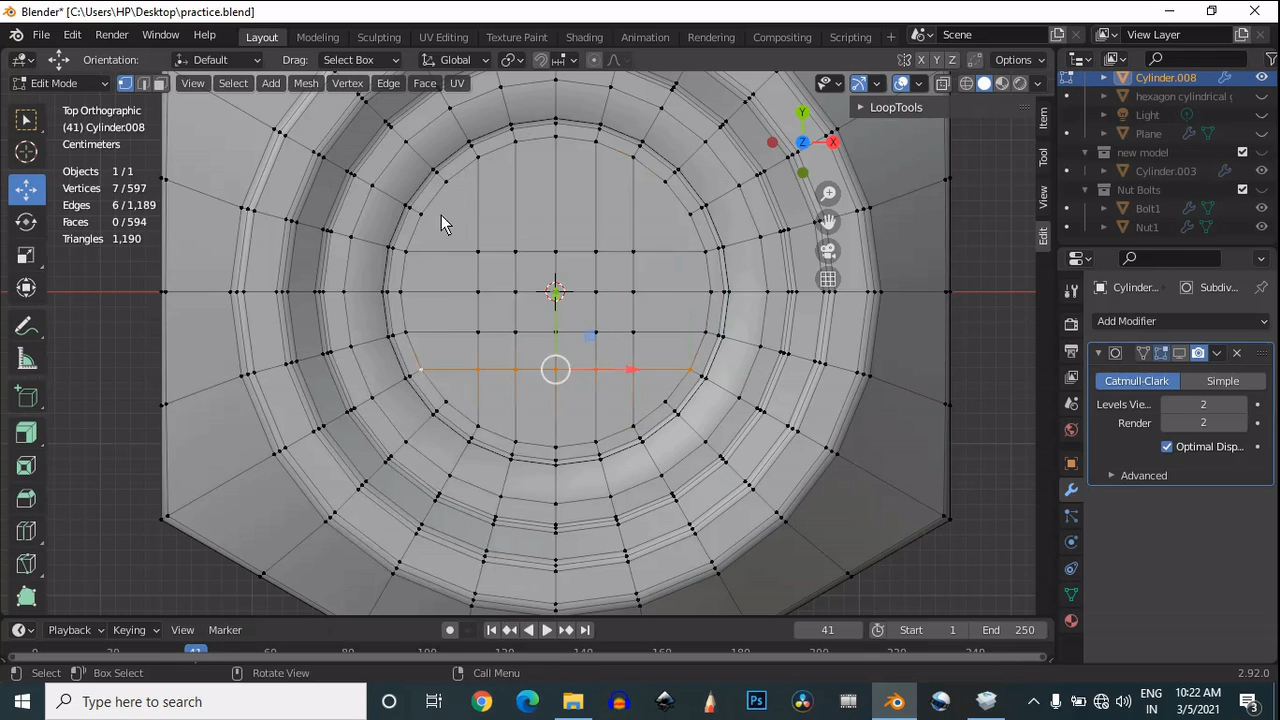 Blender* [C:\Users\HP\Desktop\practice.blend]
File Edit Render Window Help Layout Modeling Sculpting UV Editing Texture Paint Shading Animation Rendering Compositing Scripting + Scene View Layer
Orientation: Default Drag: Select Box Global X Y Z Options
Edit Mode View Select Add Mesh Vertex Edge Face UV
Cylinder.008
hexagon cylindrical
Light
Plane
new model
Cylinder.003
Nut Bolts
Bolt1
Nut1
LoopTools
Top Orthographic
(41) Cylinder.008
Centimeters
Objects 1/1
Vertices 7/597
Edges 6/1,189
Faces 0/594
Triangles 1,190
Y
Z X
Item
Tool
View
Edit
Cylinder... Subdiv...
Add Modifier
Catmull-Clark Simple
Levels Vie... 2
Render 2
Optimal Disp...
Advanced
Playback Keying View Marker 41 Start 1 End 250
Select Box Select Rotate View Call Menu 2.92.0
Type here to search
Ps
ENG
IN
10:22 AM
3/5/2021
3